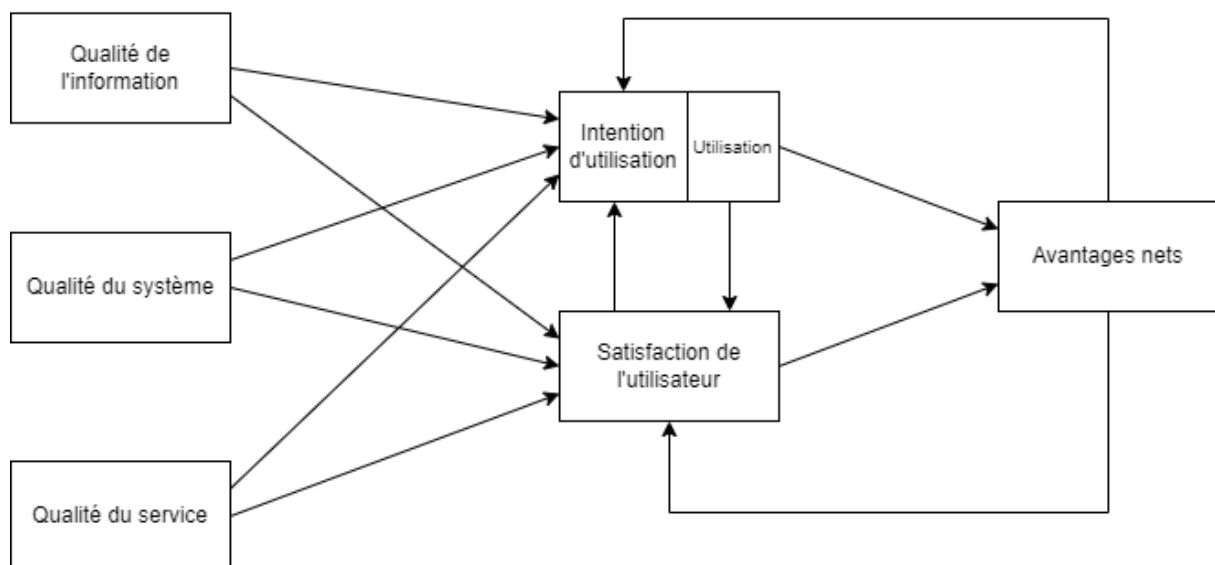 Qualité de
l'information
Intention
d'utilisation
Utilisation
Qualité du système
Avantages nets
Satisfaction de
l'utilisateur
Qualité du service